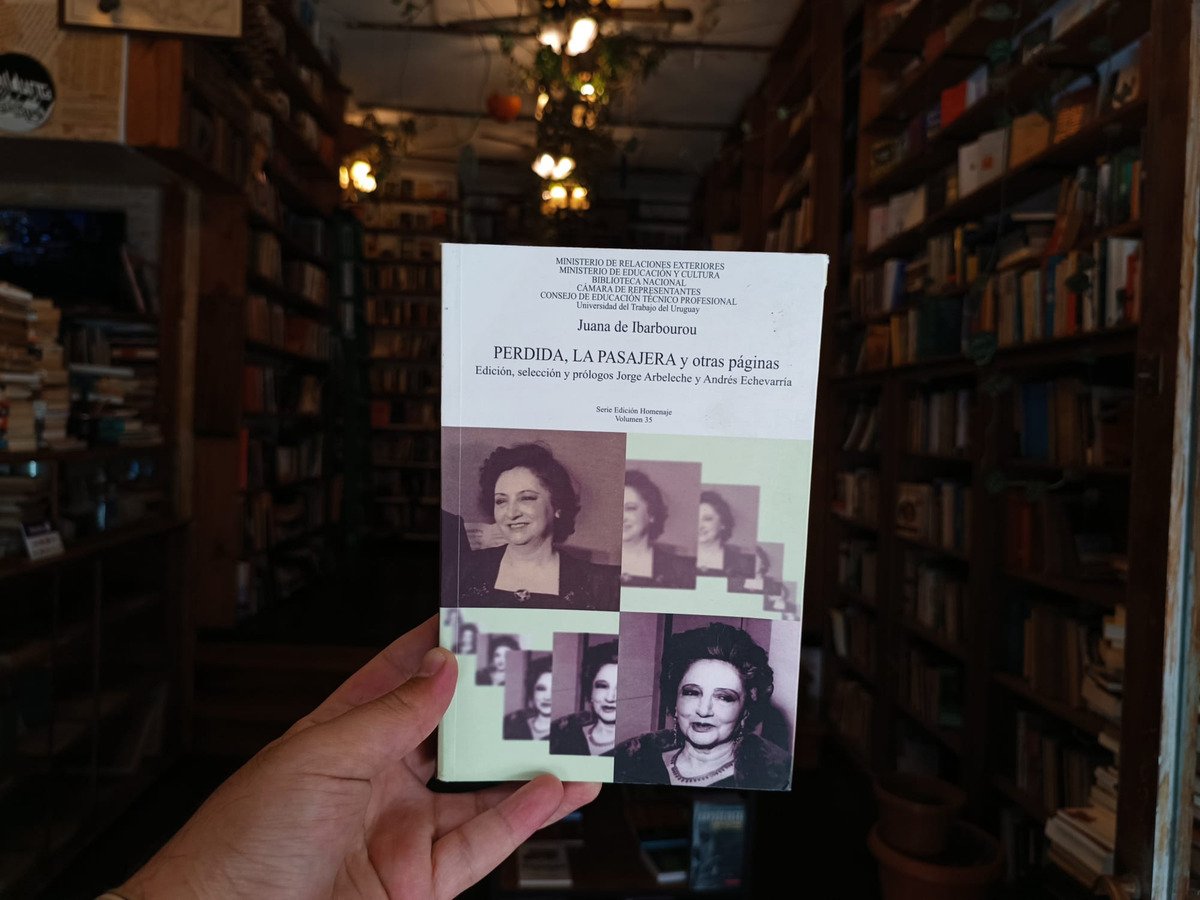 MINISTERIO DE RELACIONES EXTERIORES
MINISTERIO DE EDUCACIÓN Y CULTURA
BIBLIOTECA NACIONAL
CÁMARA DE REPRESENTANTES
CONSEJO DE EDUCACIÓN TÉCNICO PROFESIONAL
Universidad del Trabajo del Uruguay
Juana de Ibarbourou
PERDIDA, LA PASAJERA y otras páginas
Edición, selección y prólogos Jorge Arbeleche y Andrés Echevarría
Serie Edición Homenaje
Volumen 35